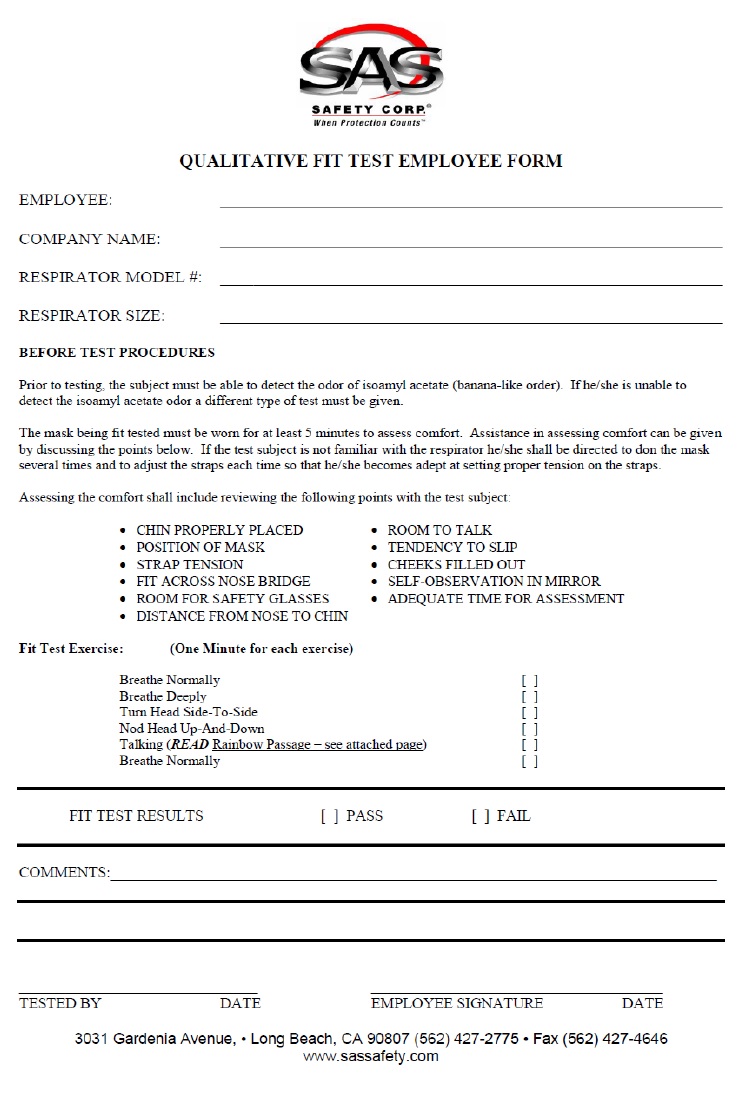 SAS
SAFETY CORP.®
When Protection Counts™
QUALITATIVE FIT TEST EMPLOYEE FORM
EMPLOYEE:
COMPANY NAME:
RESPIRATOR MODEL #:
RESPIRATOR SIZE:
BEFORE TEST PROCEDURES
Prior to testing, the subject must be able to detect the odor of isoamyl acetate (banana-like order). If he/she is unable to
detect the isoamyl acetate odor a different type of test must be given.
The mask being fit tested must be worn for at least 5 minutes to assess comfort. Assistance in assessing comfort can be given
by discussing the points below. If the test subject is not familiar with the respirator he/she shall be directed to don the mask
several times and to adjust the straps each time so that he/she becomes adept at setting proper tension on the straps.
Assessing the comfort shall include reviewing the following points with the test subject:
• CHIN PROPERLY PLACED
• POSITION OF MASK
• STRAP TENSION
• FIT ACROSS NOSE BRIDGE
• ROOM FOR SAFETY GLASSES
• DISTANCE FROM NOSE TO CHIN
• ROOM TO TALK
• TENDENCY TO SLIP
• CHEEKS FILLED OUT
• SELF-OBSERVATION IN MIRROR
• ADEQUATE TIME FOR ASSESSMENT
Fit Test Exercise: (One Minute for each exercise)
Breathe Normally [ ]
Breathe Deeply [ ]
Turn Head Side-To-Side [ ]
Nod Head Up-And-Down [ ]
Talking (READ Rainbow Passage – see attached page) [ ]
Breathe Normally [ ]
FIT TEST RESULTS [ ] PASS [ ] FAIL
COMMENTS:
TESTED BY DATE EMPLOYEE SIGNATURE DATE
3031 Gardenia Avenue, • Long Beach, CA 90807 (562) 427-2775 • Fax (562) 427-4646
www.sassafety.com